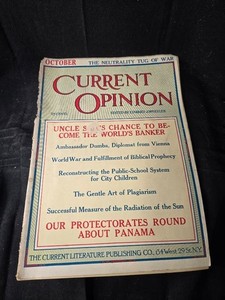 OCTOBER THE NEUTRALITY TUG OF WAR
CURRENT
OPINION
EDITED BY EDWARD J. WHEELER
UNCLE CHANCE TO BE-
COME THE WORLD'S BANKER
Ambassador Dumba, Diplomat from Vienna
World War and Fulfillment of Biblical Prophecy
Reconstructing the Public-School System
for City Children
The Gentle Art of Plagiarism
Successful Measure of the Radiation of the Sun
OUR PROTECTORATES ROUND
ABOUT PANAMA
THE CURRENT LITERATURE PUBLISHING CO., 64 West 29 St. N.Y.